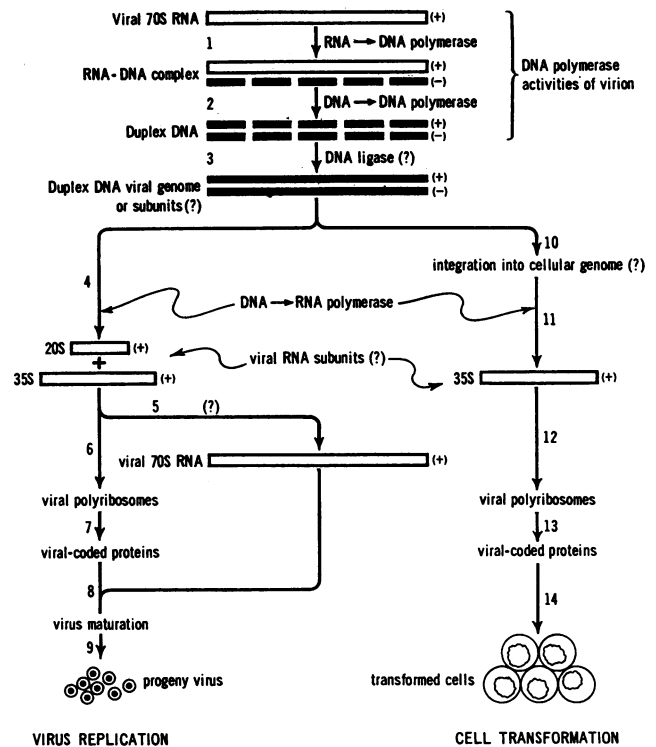 Viral 70S RNA (+)
1 RNA → DNA polymerase
RNA - DNA complex (+)
(-)
2 DNA → DNA polymerase
Duplex DNA (+)
(-)
DNA polymerase
activities of virion
3 DNA ligase (?)
Duplex DNA viral genome (+)
or subunits (?) (-)
10
integration into cellular genome (?)
4
DNA → RNA polymerase
11
20S (+)
+
viral RNA subunits (?)
35S (+)
35S (+)
5 (?)
6
12
viral 70S RNA (+)
viral polyribosomes
viral polyribosomes
7
13
viral-coded proteins
viral-coded proteins
8
14
virus maturation
9
progeny virus
transformed cells
VIRUS REPLICATION
CELL TRANSFORMATION